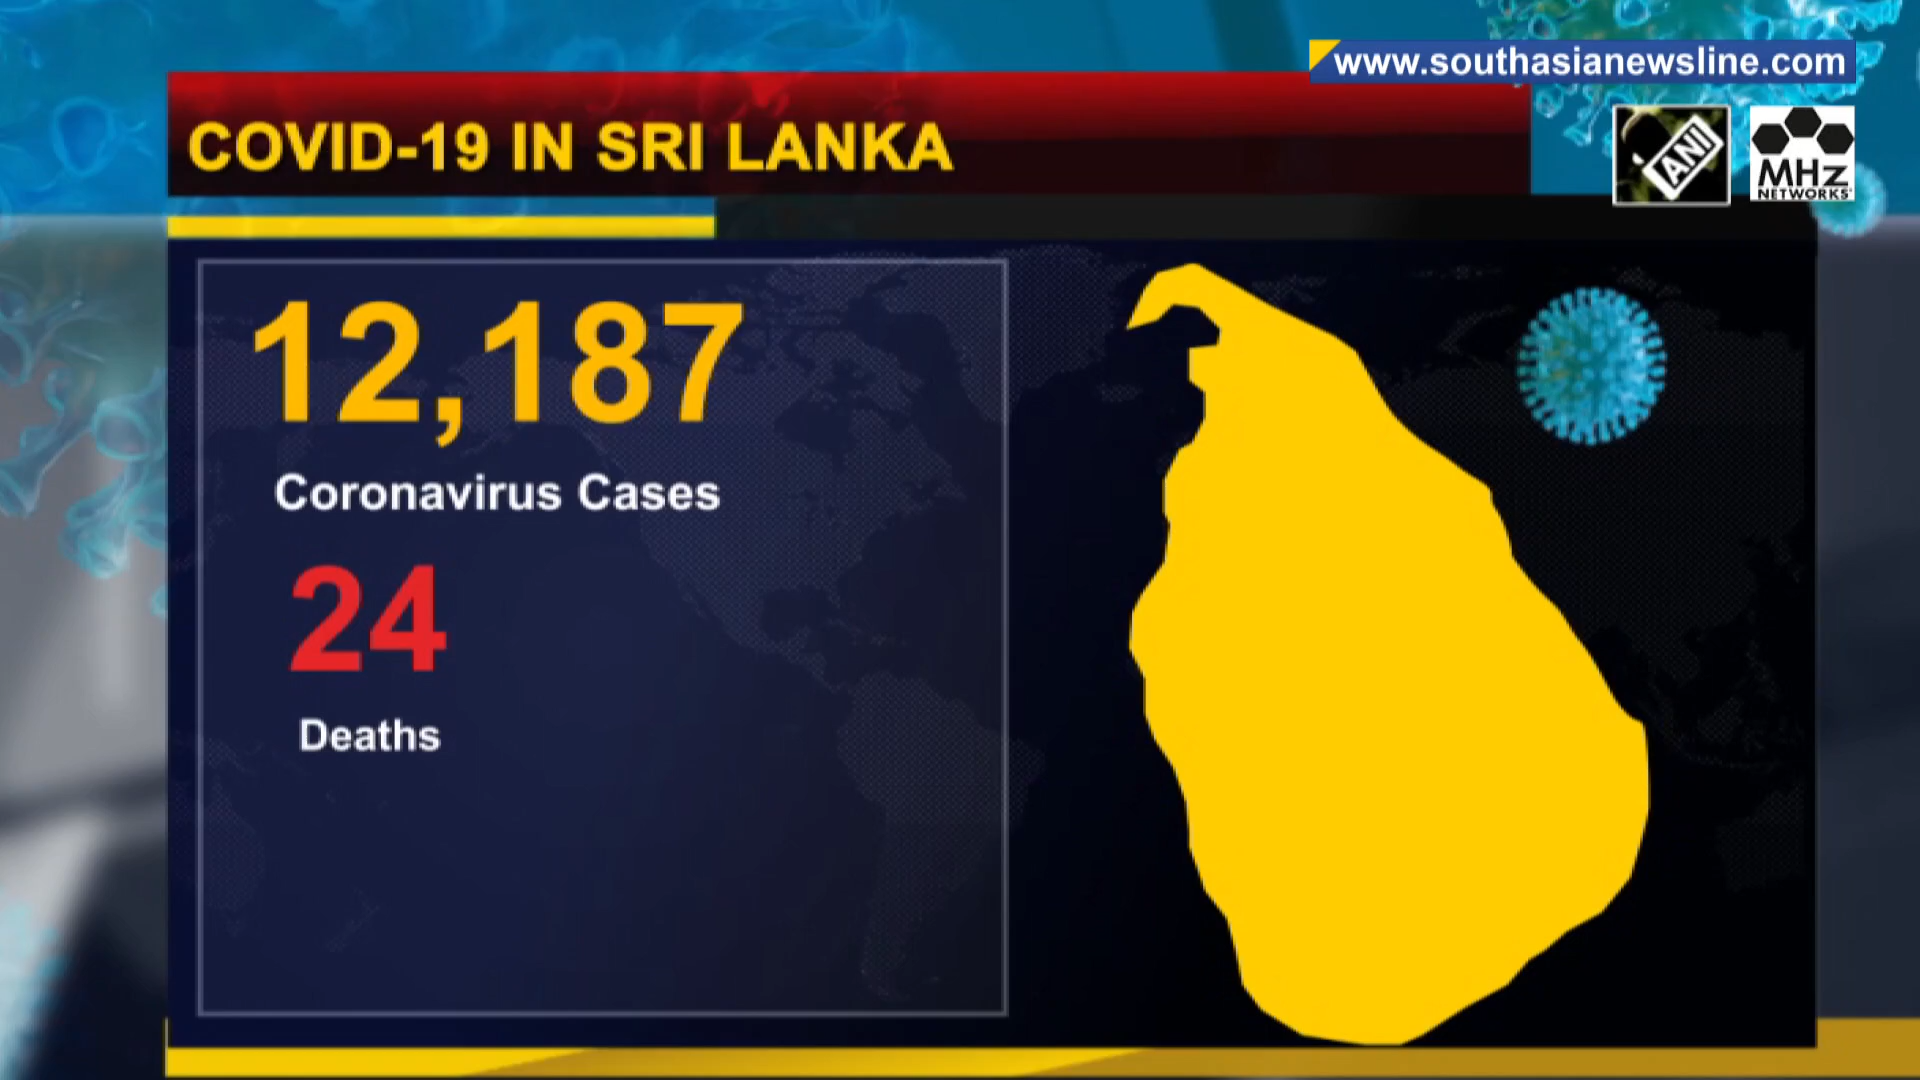 www.southasianewsline.com
COVID-19 IN SRI LANKA
ANI
MHz
NETWORKS
12,187
Coronavirus Cases
24
Deaths